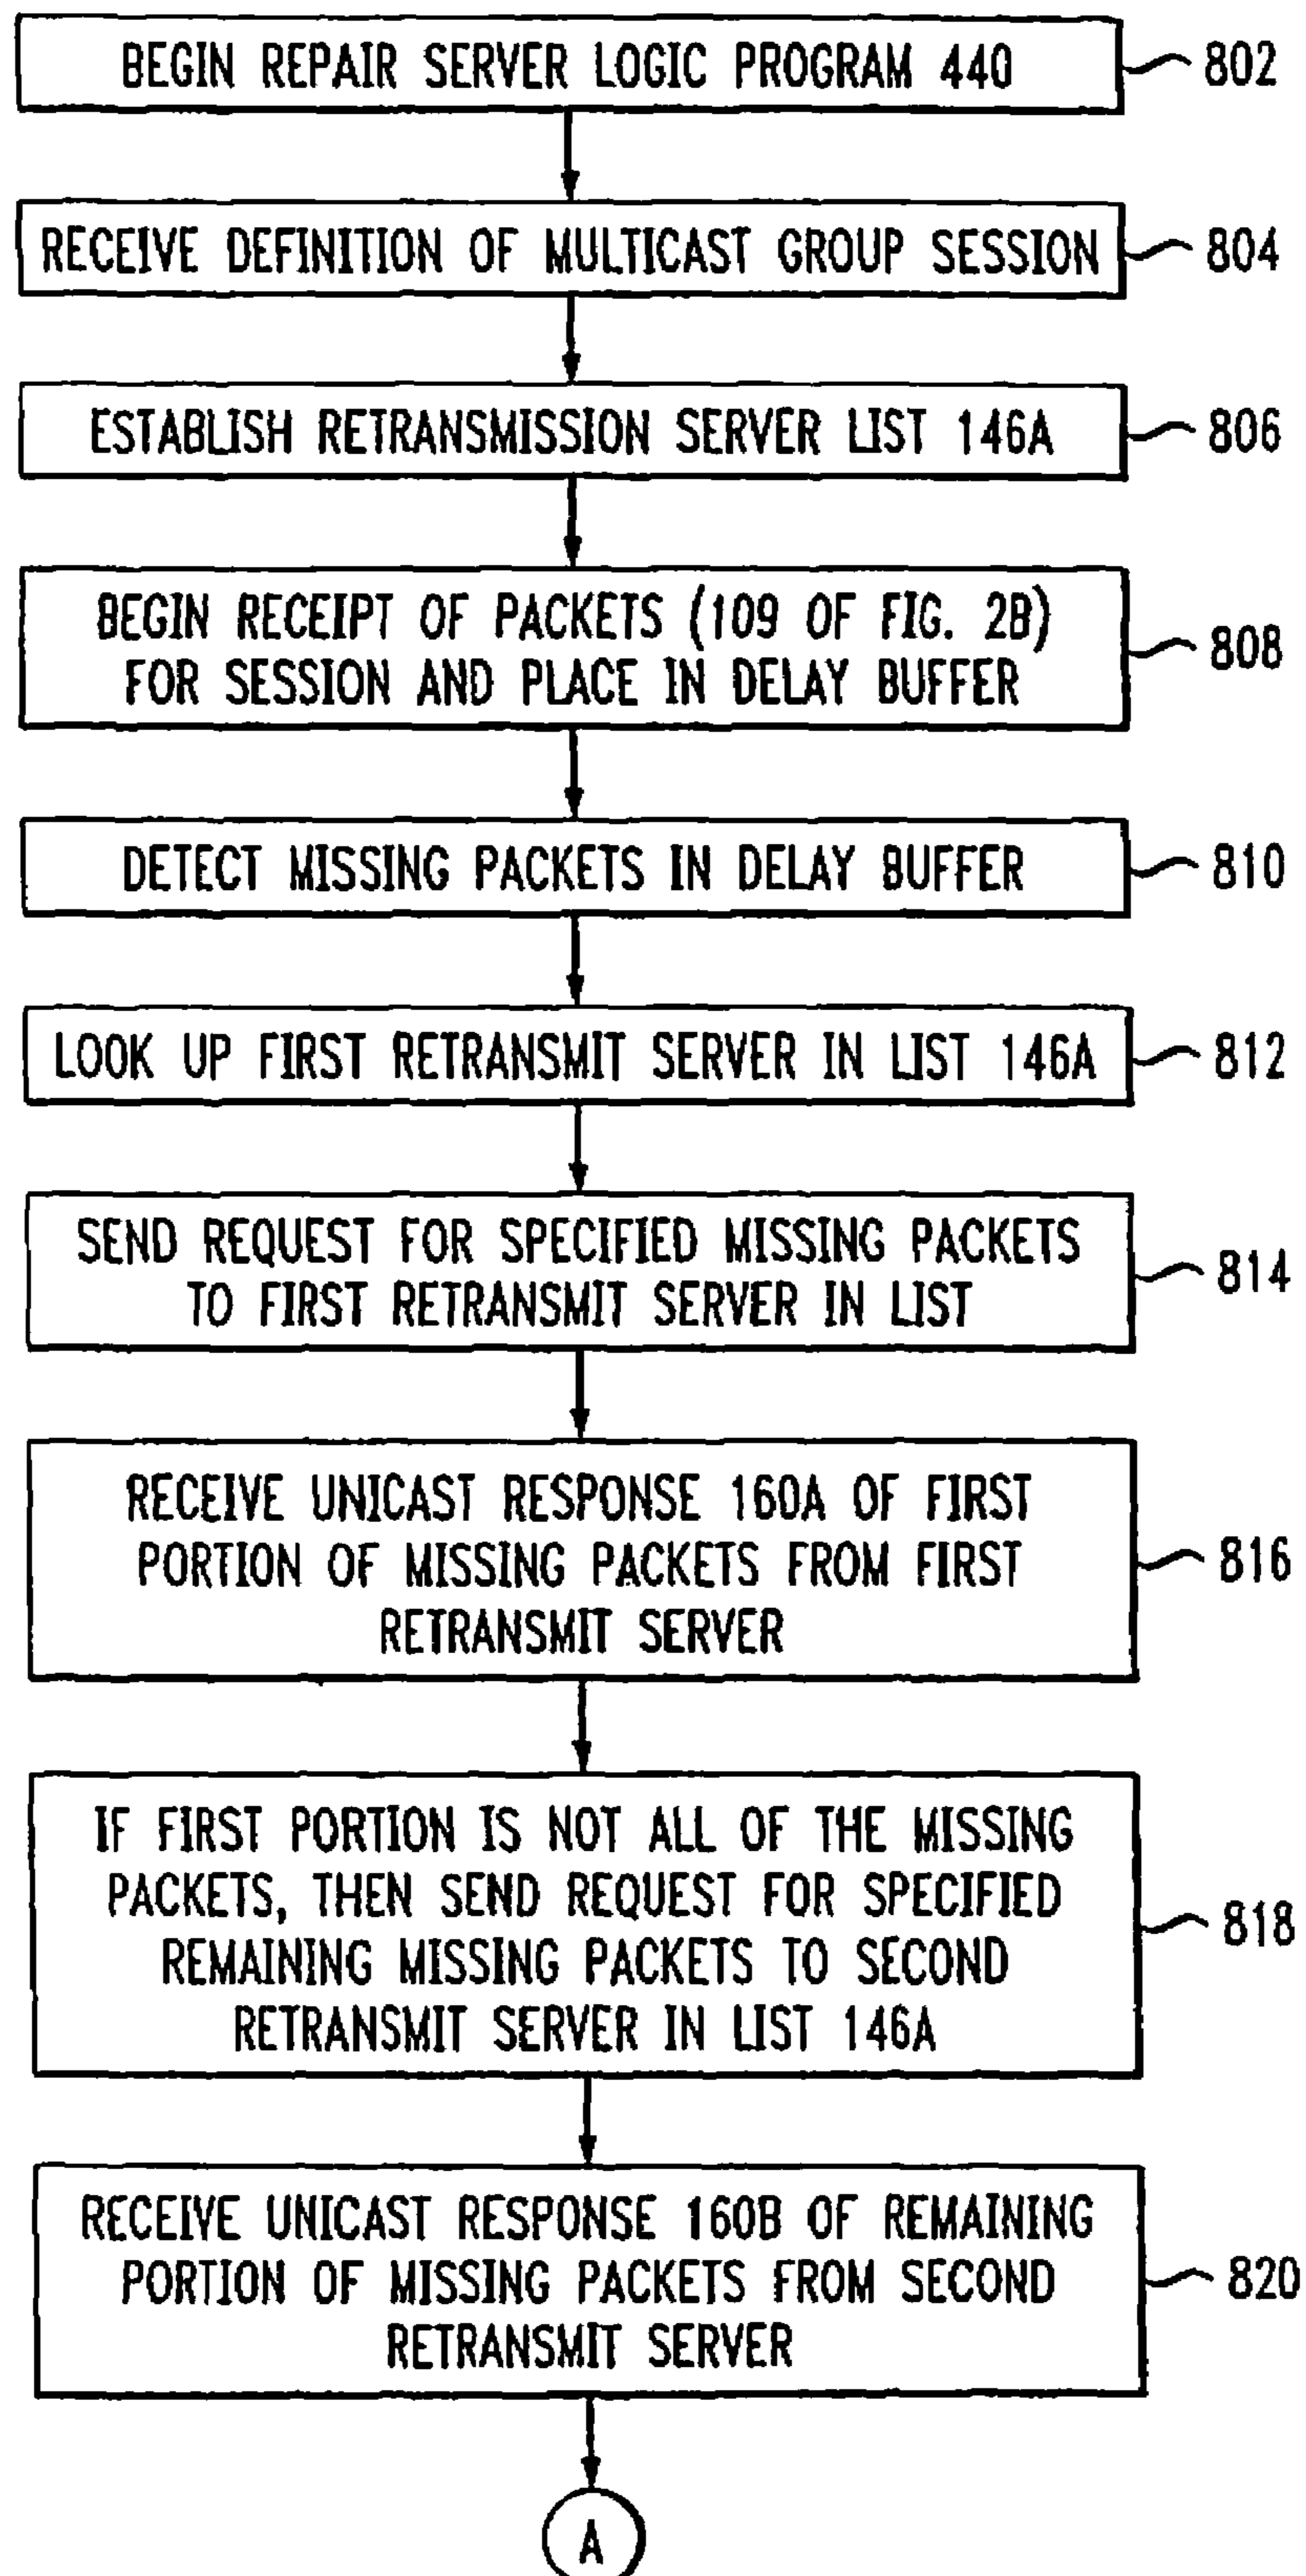 BEGIN REPAIR SERVER LOGIC PROGRAM 440
802
RECEIVE DEFINITION OF MULTICAST GROUP SESSION
804
ESTABLISH RETRANSMISSION SERVER LIST 146A
806
BEGIN RECEIPT OF PACKETS (109 OF FIG. 2B)
FOR SESSION AND PLACE IN DELAY BUFFER
808
DETECT MISSING PACKETS IN DELAY BUFFER
810
LOOK UP FIRST RETRANSMIT SERVER IN LIST 146A
812
SEND REQUEST FOR SPECIFIED MISSING PACKETS
TO FIRST RETRANSMIT SERVER IN LIST
814
RECEIVE UNICAST RESPONSE 160A OF FIRST
PORTION OF MISSING PACKETS FROM FIRST
RETRANSMIT SERVER
816
IF FIRST PORTION IS NOT ALL OF THE MISSING
PACKETS, THEN SEND REQUEST FOR SPECIFIED
REMAINING MISSING PACKETS TO SECOND
RETRANSMIT SERVER IN LIST 146A
818
RECEIVE UNICAST RESPONSE 160B OF REMAINING
PORTION OF MISSING PACKETS FROM SECOND
RETRANSMIT SERVER
820
A